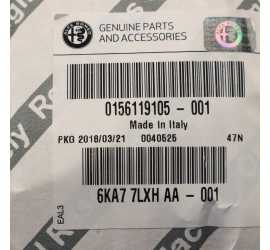 GENUINE PARTS
AND ACCESSORIES
0156119105 - 001
Made in Italy
PKG 2018/03/21 0040525 47N
6KA7 7LXH AA - 001
EAL3